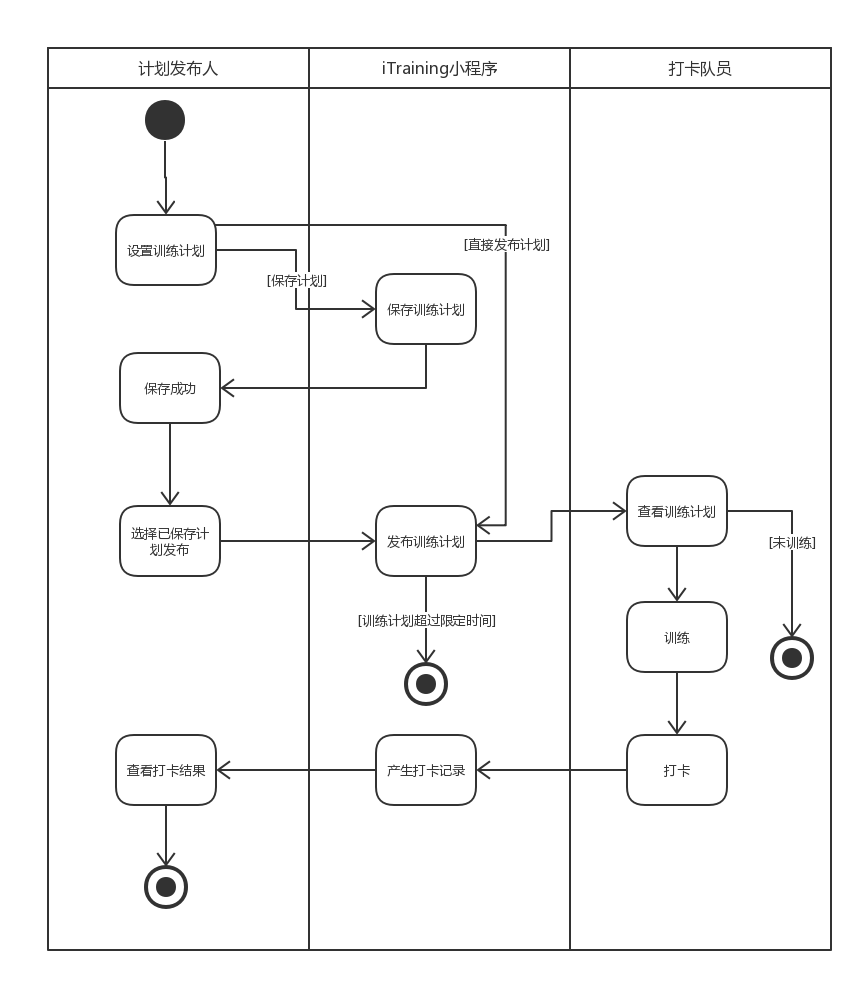 计划发布人
iTraining小程序
打卡队员
设置训练计划
[直接发布计划]
[保存计划]
保存训练计划
保存成功
选择已保存计
划发布
发布训练计划
查看训练计划
[未训练]
[训练计划超过限定时间]
训练
查看打卡结果
产生打卡记录
打卡